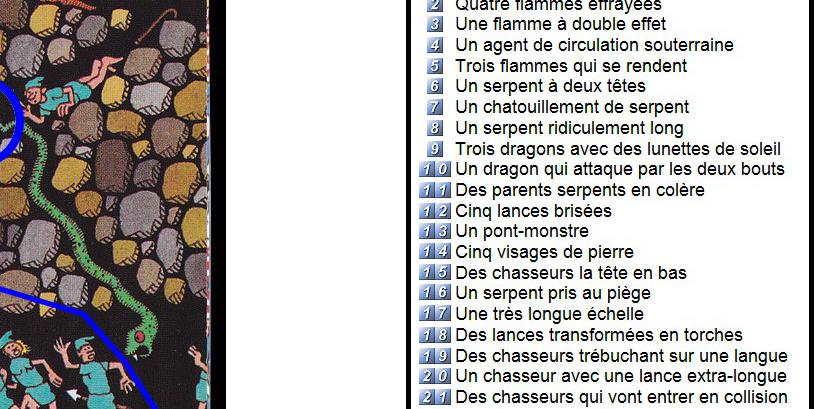 2 Quatre flammes effrayées
3 Une flamme à double effet
4 Un agent de circulation souterraine
5 Trois flammes qui se rendent
6 Un serpent à deux têtes
7 Un chatouillement de serpent
8 Un serpent ridiculement long
9 Trois dragons avec des lunettes de soleil
10 Un dragon qui attaque par les deux bouts
11 Des parents serpents en colère
12 Cinq lances brisées
13 Un pont-monstre
14 Cinq visages de pierre
15 Des chasseurs la tête en bas
16 Un serpent pris au piège
17 Une très longue échelle
18 Des lances transformées en torches
19 Des chasseurs trébuchant sur une langue
20 Un chasseur avec une lance extra-longue
21 Des chasseurs qui vont entrer en collision